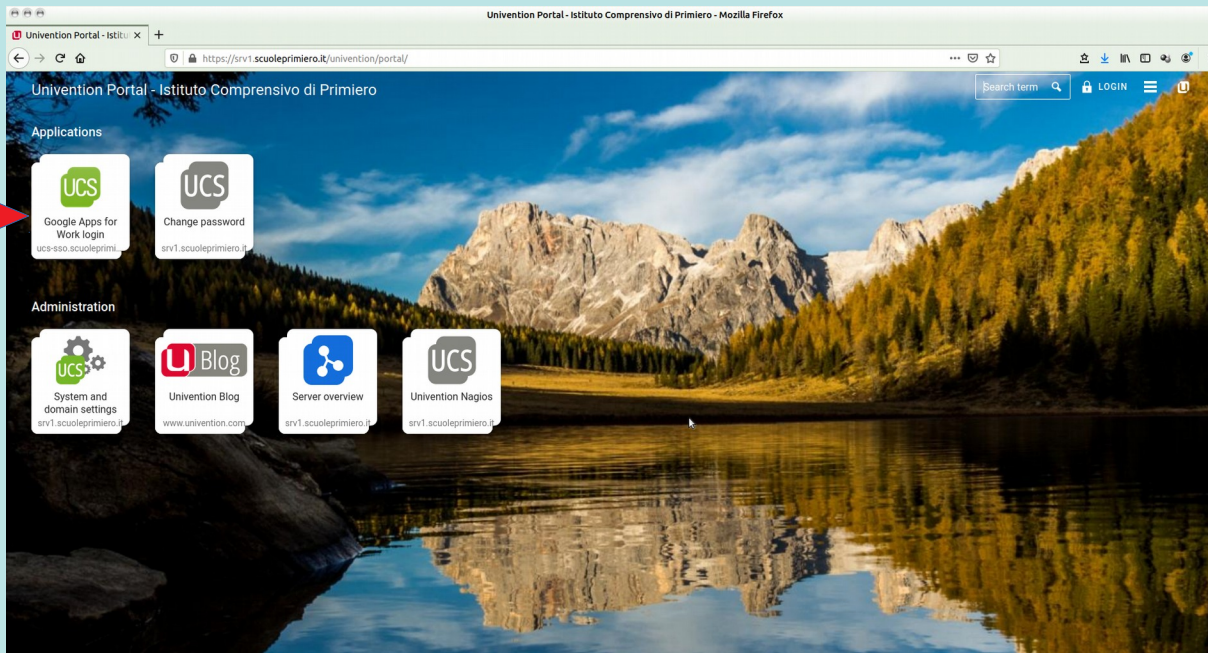 Univention Portal - Istituto Comprensivo di Primiero - Mozilla Firefox
Univention Portal - Istitu
https://srv1.scuoleprimiero.it/univention/portal/
Univention Portal - Istituto Comprensivo di Primiero
Search term
LOGIN
Applications
UCS
Google Apps for
Work login
ucs-sso.scuoleprimi...
UCS
Change password
srv1.scuoleprimiero.it
Administration
UCS
System and
domain settings
srv1.scuoleprimiero.it
u Blog
Univention Blog
www.univention.com
Server overview
srv1.scuoleprimiero.it
UCS
Univention Nagios
srv1.scuoleprimiero.it